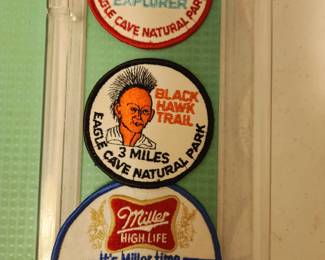 EXPLORER
EAGLE CAVE NATURAL PARK
BLACK
HAWK
TRAIL
3 MILES
EAGLE CAVE NATURAL PARK
Miller
HIGH LIFE
It's Miller time